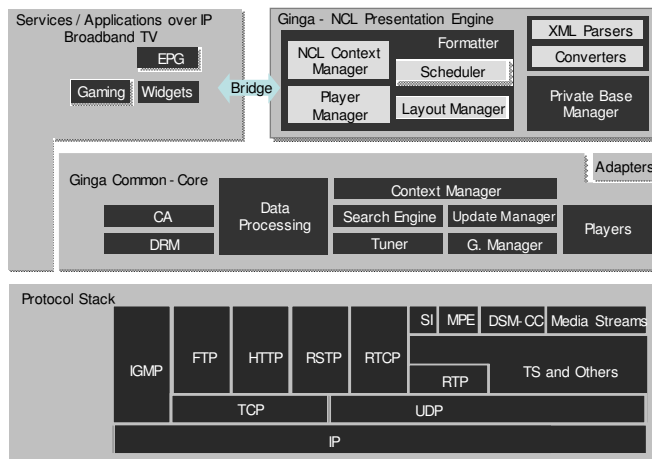 Services / Applications over IP
Broadband TV
EPG
Gaming
Widgets
Bridge
Ginga - NCL Presentation Engine
Formatter
NCL Context
Manager
Scheduler
Player
Manager
Layout Manager
XML Parsers
Converters
Private Base
Manager
Adapters
Ginga Common - Core
CA
DRM
Data
Processing
Context Manager
Search Engine
Update Manager
Tuner
G. Manager
Players
Protocol Stack
IGMP
FTP
HTTP
RSTP
RTCP
SI
MPE
DSM- CC
Media Streams
RTP
TS and Others
TCP
UDP
IP